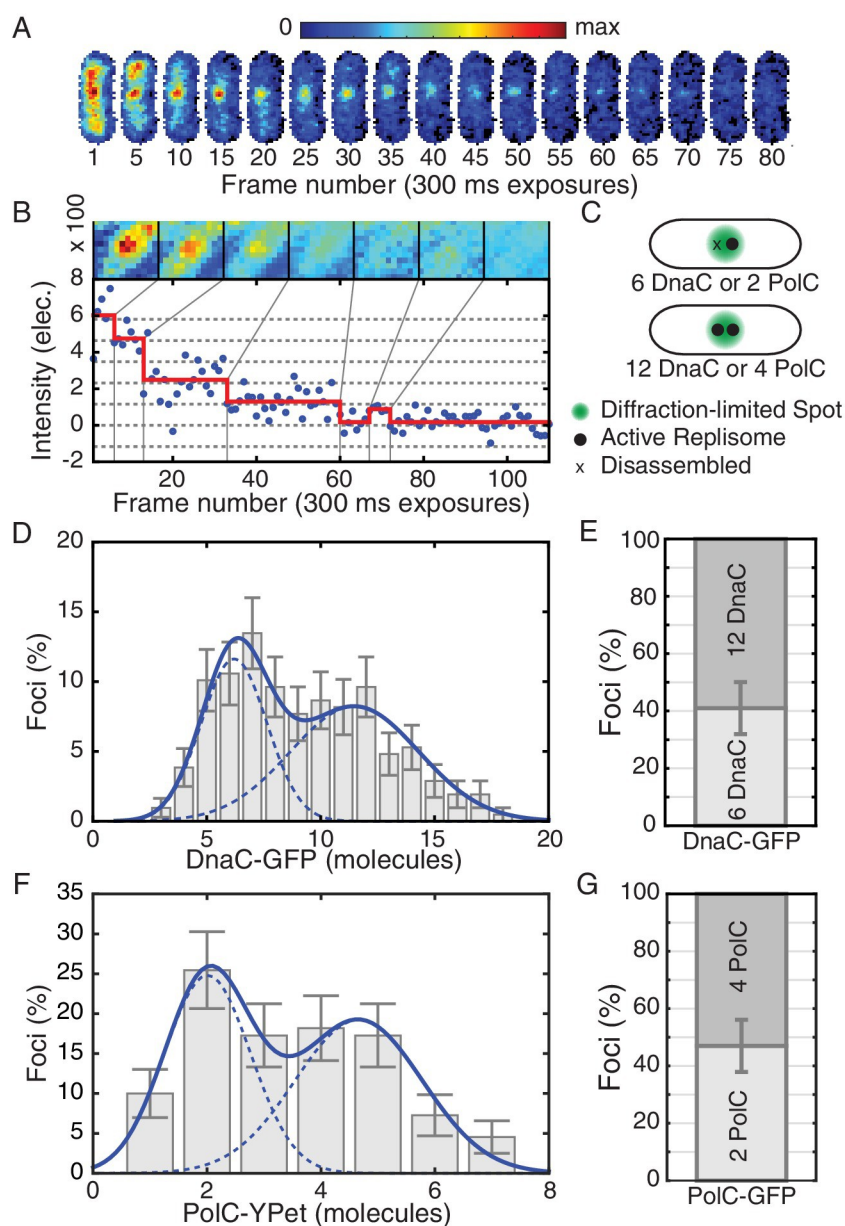 A
0
max
1 5 10 15 20 25 30 35 40 45 50 55 60 65 70 75 80
Frame number (300 ms exposures)
B
x 100
8
6
4
2
0
-2
Intensity (elec.)
20 40 60 80 100
Frame number (300 ms exposures)
C
x
6 DnaC or 2 PolC
12 DnaC or 4 PolC
Diffraction-limited Spot
Active Replisome
x Disassembled
D
20
15
10
5
0
Foci (%)
0 5 10 15 20
DnaC-GFP (molecules)
E
100
80
60
40
20
0
Foci (%)
12 DnaC
6 DnaC
DnaC-GFP
F
35
30
25
20
15
10
5
0
Foci (%)
0 2 4 6 8
PolC-YPet (molecules)
G
100
80
60
40
20
0
Foci (%)
4 PolC
2 PolC
PolC-GFP